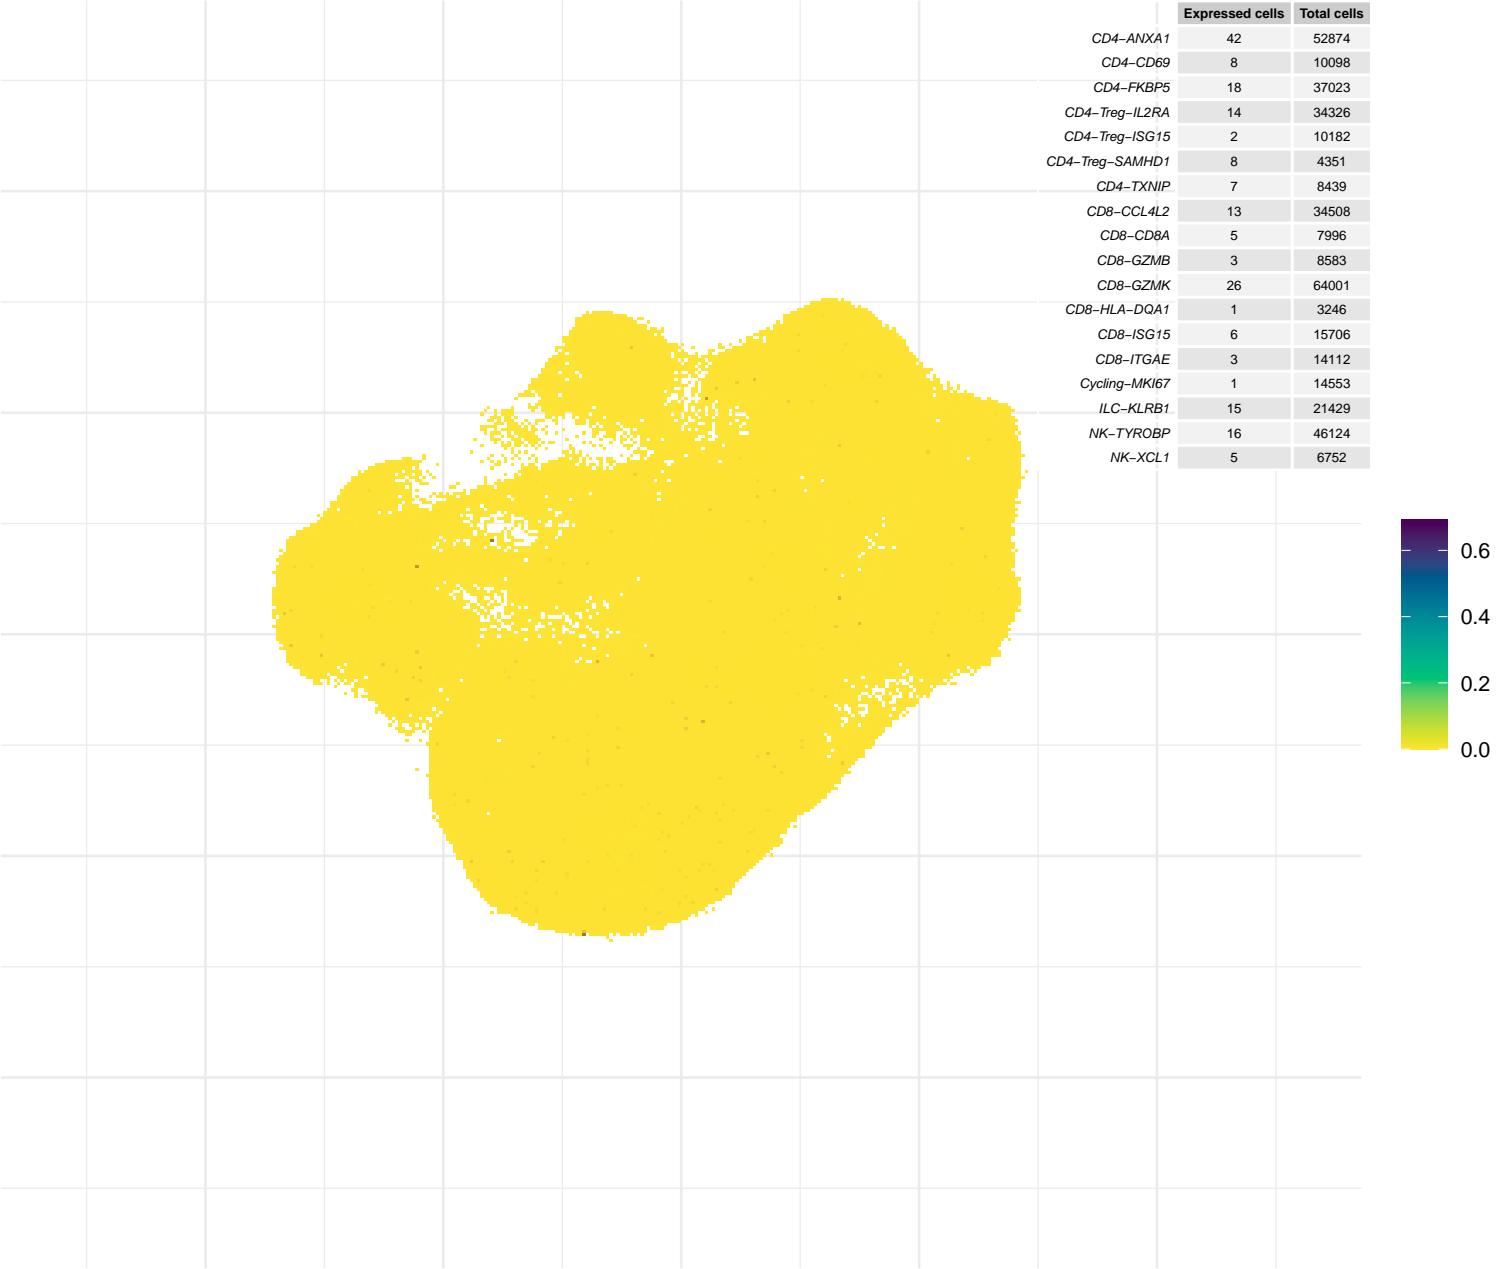 Expressed cells Total cells
CD4−ANXA1 42 52874
CD4−CD69 8 10098
CD4−FKBP5 18 37023
CD4−Treg−IL2RA 14 34326
CD4−Treg−ISG15 2 10182
CD4−Treg−SAMHD1 8 4351
CD4−TXNIP 7 8439
CD8−CCL4L2 13 34508
CD8−CD8A 5 7996
CD8−GZMB 3 8583
CD8−GZMK 26 64001
CD8−HLA−DQA1 1 3246
CD8−ISG15 6 15706
CD8−ITGAE 3 14112
Cycling−MKI67 1 14553
ILC−KLRB1 15 21429
NK−TYROBP 16 46124
NK−XCL1 5 6752
0.6
0.4
0.2
0.0